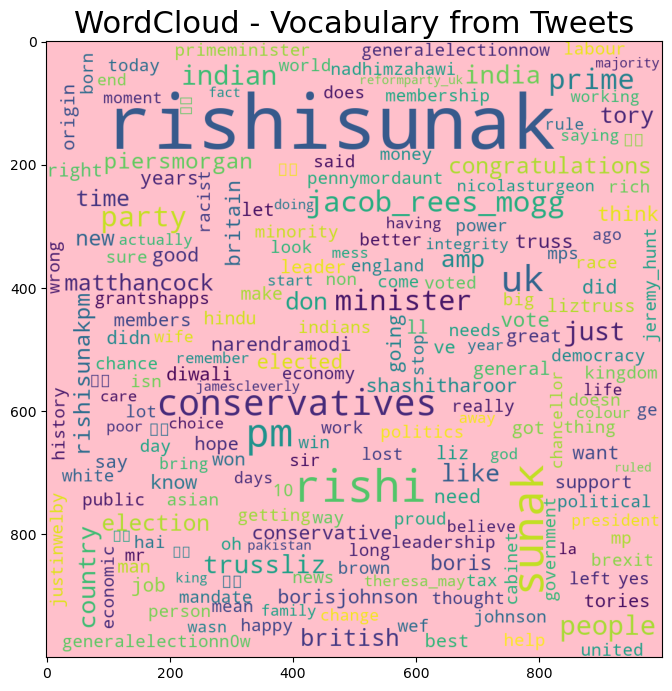 WordCloud - Vocabulary from Tweets
0
primeminister generalelectionnow labour
born today world nadhimzahawi majority
end indian reformparty_uk india prime
moment fact does membership working
origin rishisunak rule tory
saying
right piersmorgan said money congratulations
200
years pennymordaunt nicolasturgeon rich
time racist let doing jacob_rees_mogg think
party britain minority having power
new actually look better integrity truss ago
sure good mess mps jeremy_hunt
wrong leader england amp race
matthancock start non come voted uk did
400
grantshapps make don minister big liztruss
members hindu indians going ll needs vote just
didn wife narendramodi stop ve year great
chance remember elected democracy
rishisunakpm isn diwali economy general kingdom
jamescleverly shashitharoor life
care conservatives doesn
600
lot really colour ge
history poor choice work politics away got thing
day pm win chancellor
say hope sir lost liz god want
white know bring won days rishi like ruled
public asian 10 need sunak support
political
justinwelby election getting way proud president
800
country hai oh conservative believe mp
economic mr pakistan long leadership cabinet government la brexit
man trussliz brown boris
job king news theresa_may tax left yes
mandate borisjohnson thought tories
person mean family change johnson
wasn happy wef people
generalelectionn0w british best help united
0 200 400 600 800